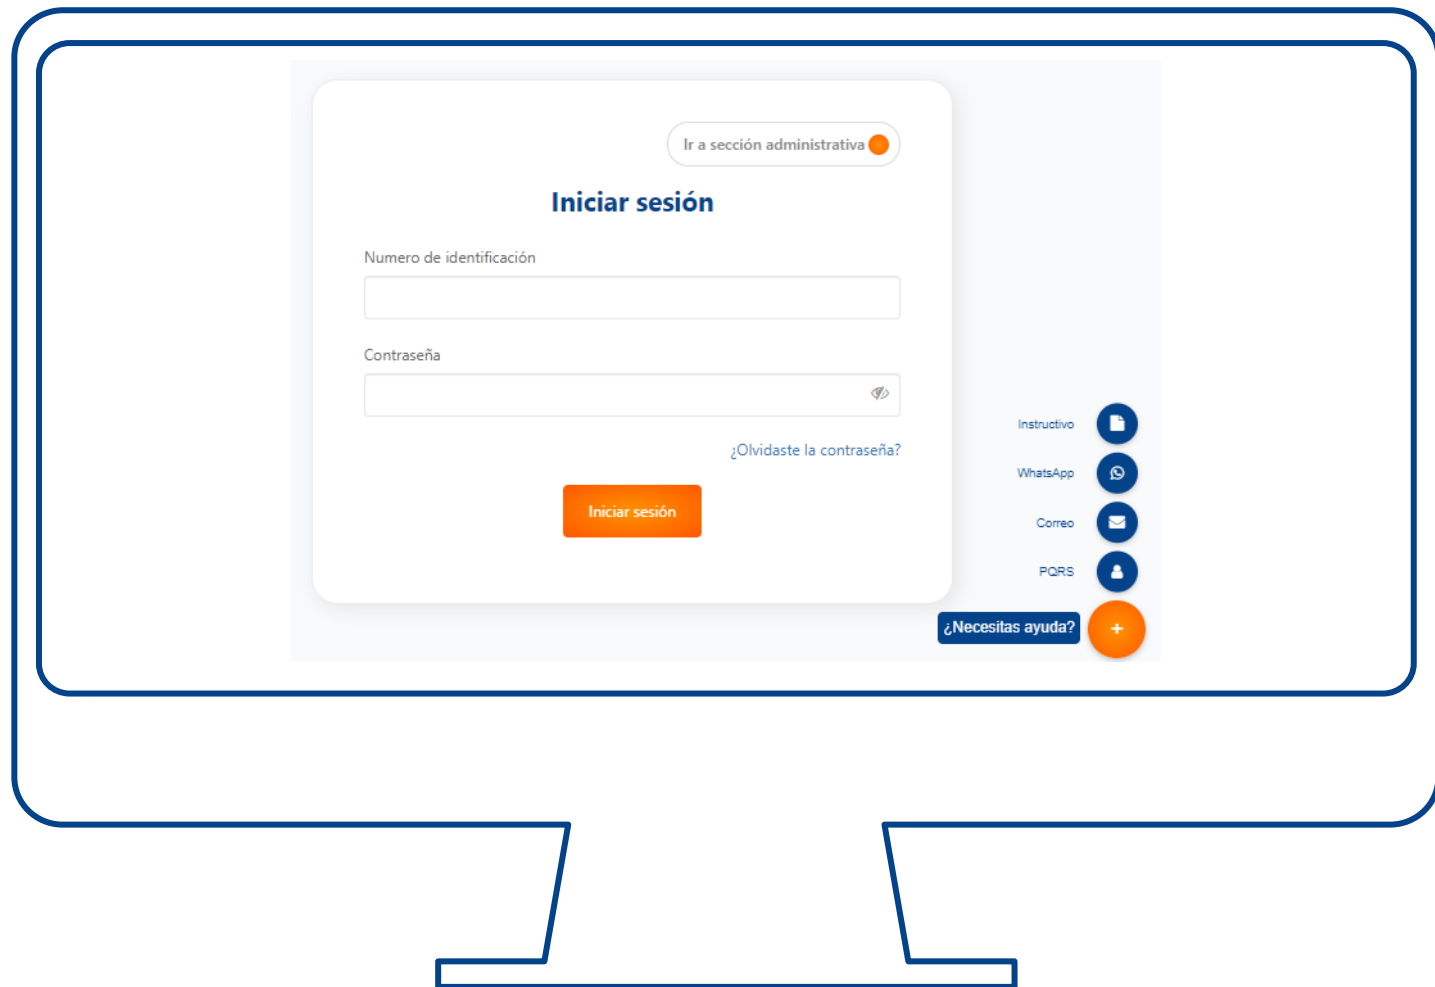 Ir a sección administrativa
Iniciar sesión
Numero de identificación
Contraseña
¿Olvidaste la contraseña?
Iniciar sesión
Instructivo
WhatsApp
Correo
PQRS
¿Necesitas ayuda?
+